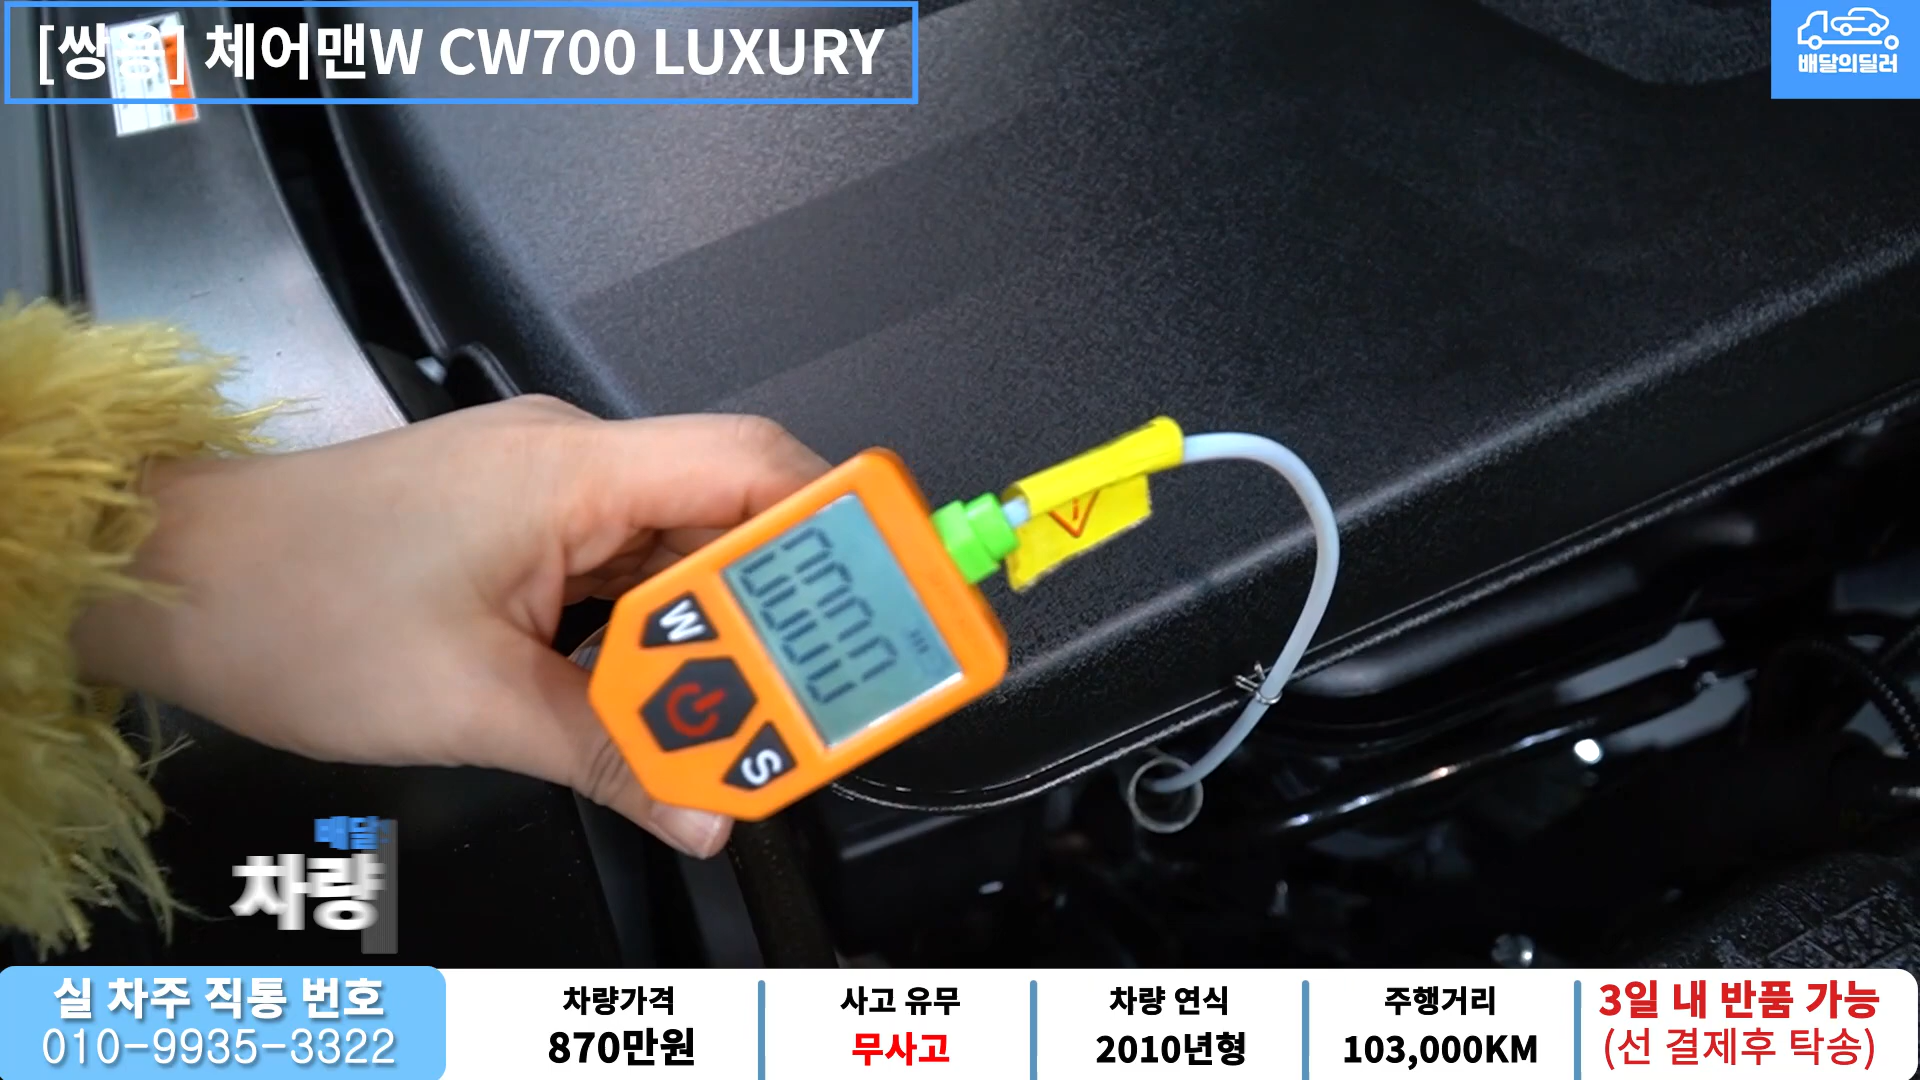 [쌍용] 체어맨W CW700 LUXURY
배달의딜러
W
S
0000
배달
차량
실 차주 직통 번호
010-9935-3322
차량가격
870만원
사고 유무
무사고
차량 연식
2010년형
주행거리
103,000KM
3일 내 반품 가능
(선 결제후 탁송)